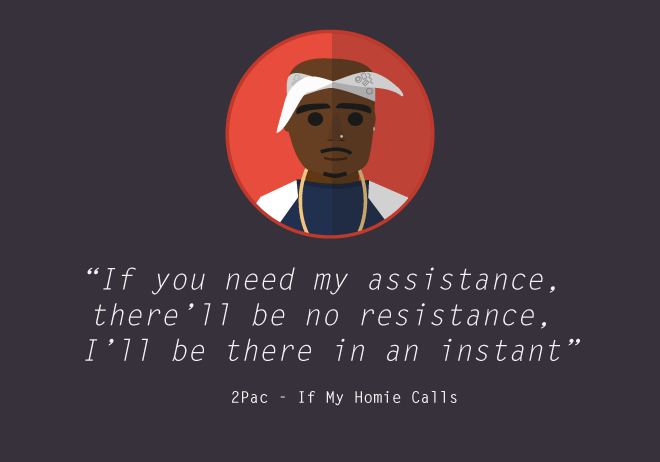 “If you need my assistance,
there’ll be no resistance,
I’ll be there in an instant”
2Pac - If My Homie Calls